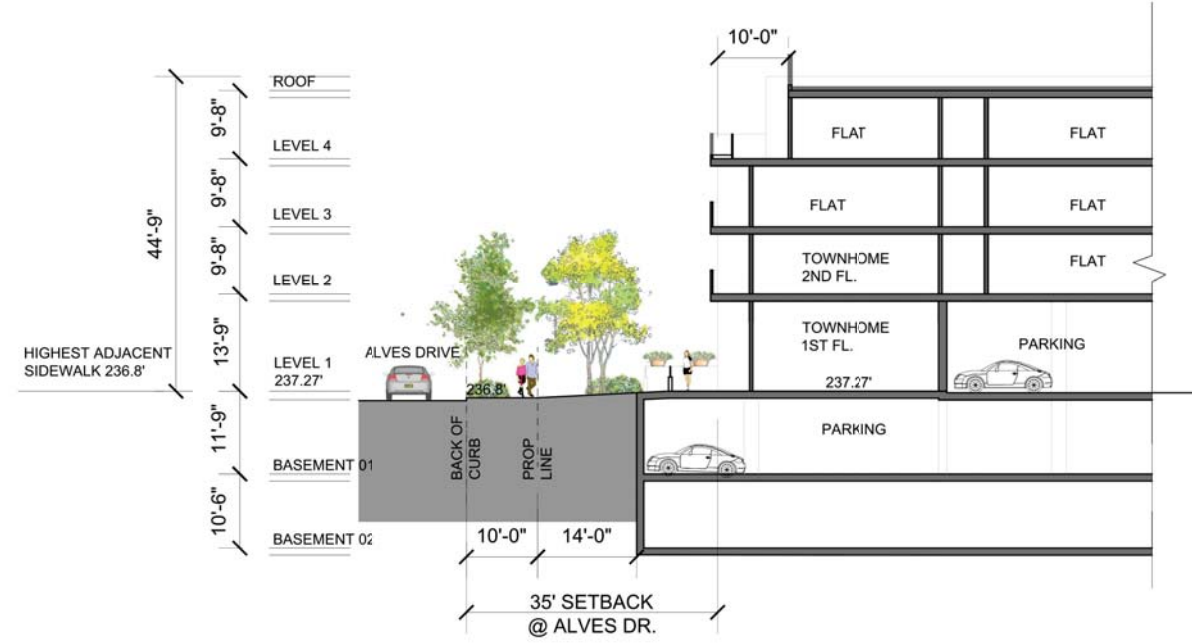 10'-0"
ROOF
9'-8"
FLAT
FLAT
LEVEL 4
9'-8"
LEVEL 3
FLAT
FLAT
44'-9"
9'-8"
TOWNHOME
2ND FL.
FLAT
LEVEL 2
13'-9"
TOWNHOME
1ST FL.
PARKING
HIGHEST ADJACENT
SIDEWALK 236.8'
LEVEL 1
237.27'
ALVES DRIVE
236.8'
237.27'
11'-9"
PARKING
BACK OF
CURB
PROP
LINE
BASEMENT 01
10'-6"
10'-0"
14'-0"
BASEMENT 02
35' SETBACK
@ ALVES DR.